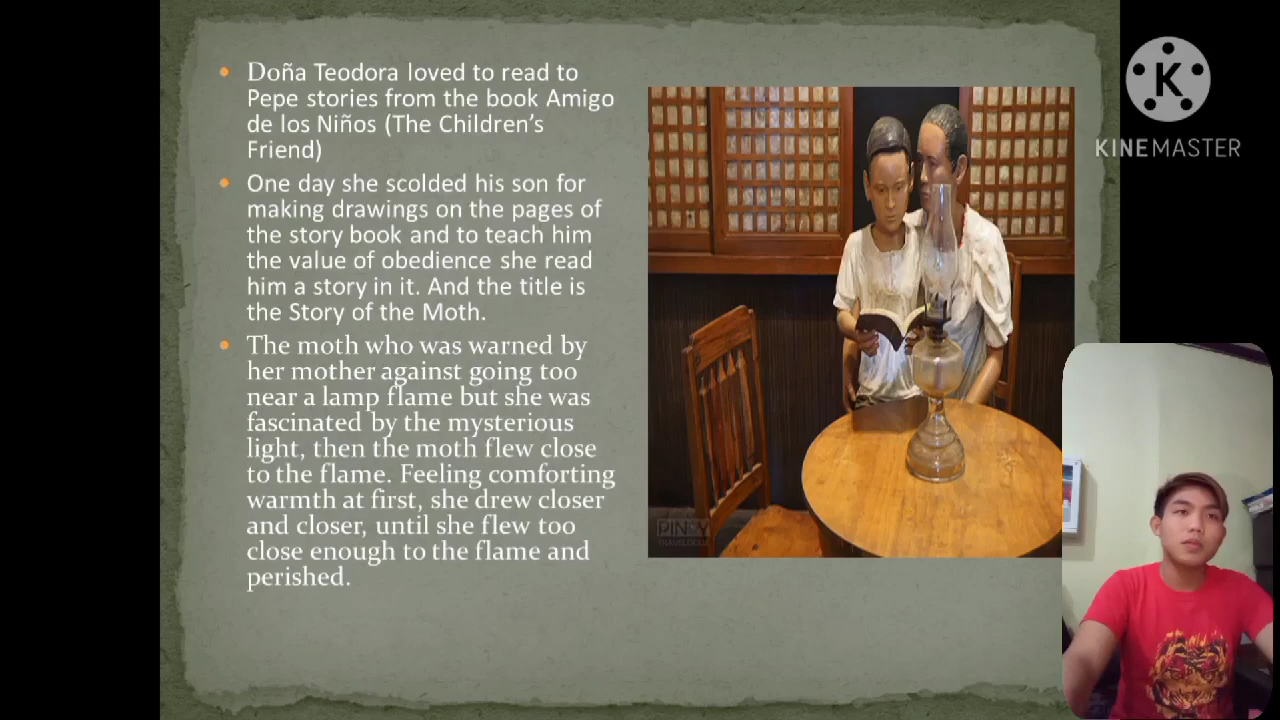 Doña Teodora loved to read to
Pepe stories from the book Amigo
de los Niños (The Children's
Friend)
One day she scolded his son for
making drawings on the pages of
the story book and to teach him
the value of obedience she read
him a story in it. And the title is
the Story of the Moth.
The moth who was warned by
her mother against going too
near a lamp flame but she was
fascinated by the mysterious
light, then the moth flew close
to the flame. Feeling comforting
warmth at first, she drew closer
and closer, until she flew too
close enough to the flame and
perished.
PINOY
K
KINEMASTER